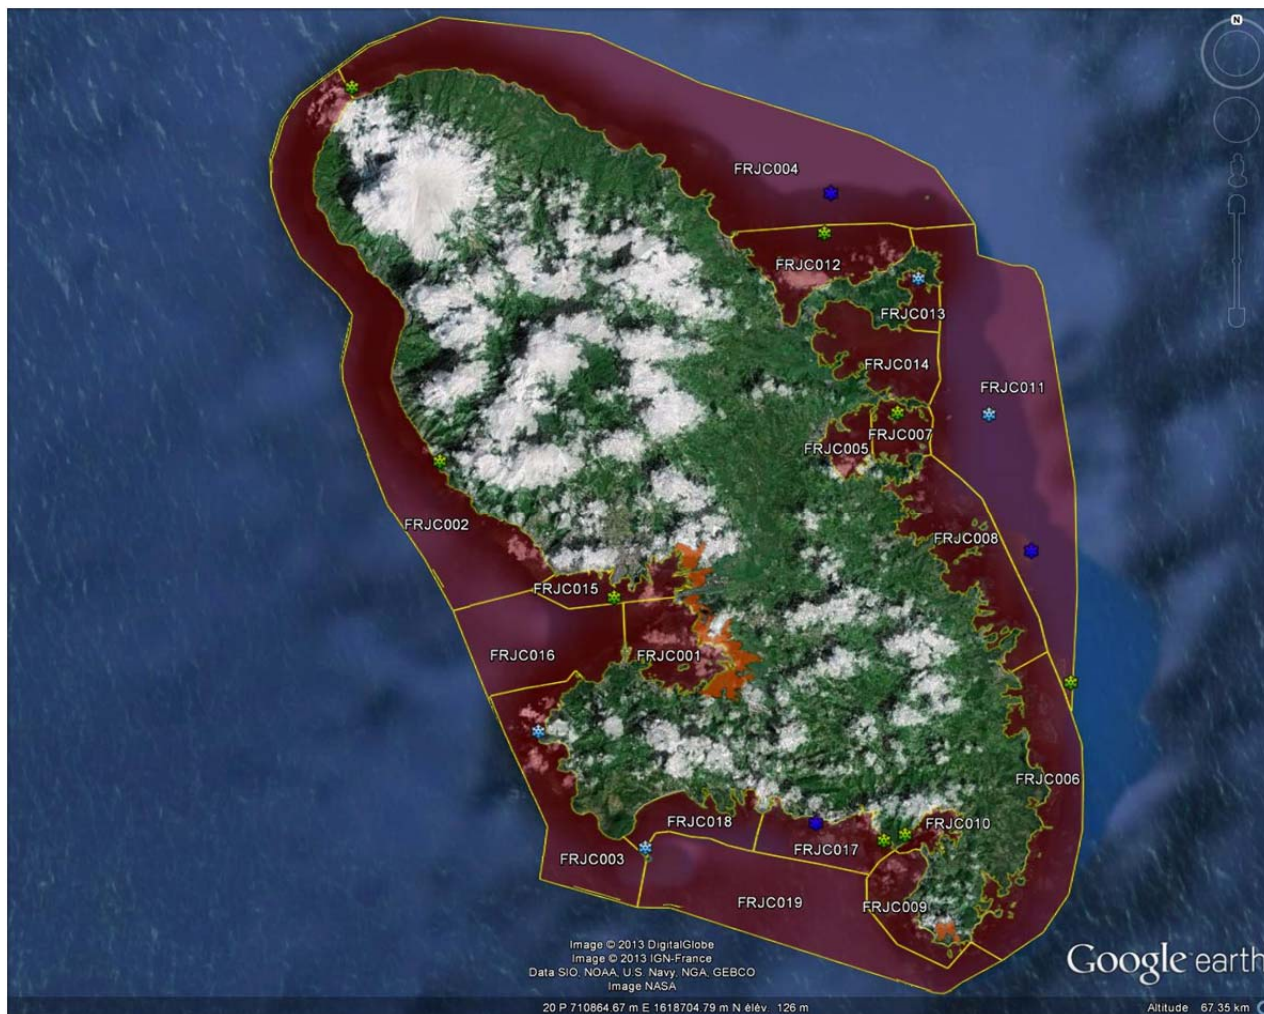 N
FRJC004
FRJC012
FRJC013
FRJC014
FRJC011
FRJC007
FRJC005
FRJC002
FRJC008
FRJC015
FRJC016
FRJC001
FRJC006
FRJC018
FRJC010
FRJC017
FRJC003
FRJC019
FRJC009
Image © 2013 DigitalGlobe
Image © 2013 IGN-France
Data SIO, NOAA, U.S. Navy, NGA, GEBCO
Image NASA
Google earth
20 P 710864.67 m E 1618704.79 m N élév. 126 m
Altitude 67.35 km